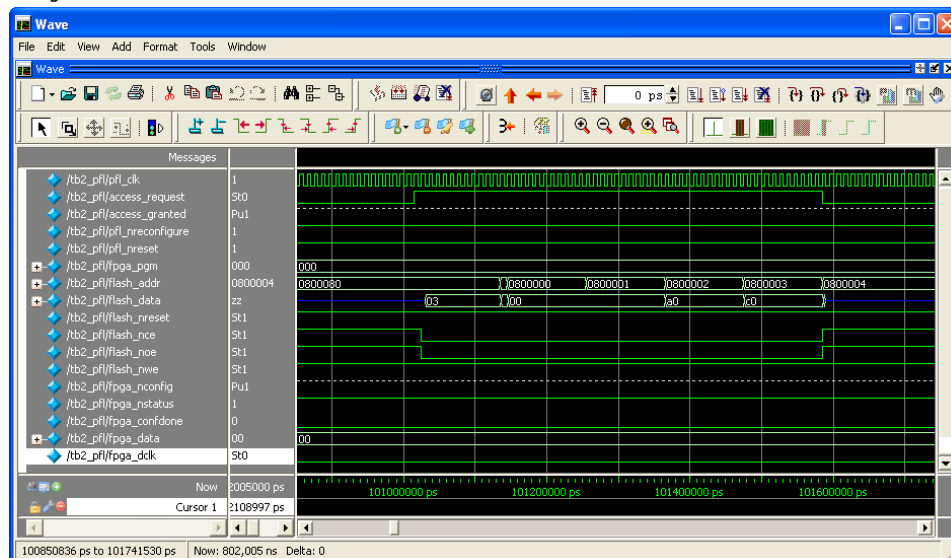 Wave
File Edit View Add Format Tools Window
Wave
0 ps
Messages
/tb2_pfl/pfl_clk 1
/tb2_pfl/access_request St0
/tb2_pfl/access_granted Pu1
/tb2_pfl/pfl_nreconfigure 1
/tb2_pfl/pfl_nreset 1
/tb2_pfl/fpga_pgm 000 000
/tb2_pfl/flash_addr 0800004 0800080 0800000 0800001 0800002 0800003 0800004
/tb2_pfl/flash_data zz 03 00 a0 c0
/tb2_pfl/flash_nreset St1
/tb2_pfl/flash_nce St1
/tb2_pfl/flash_noe St1
/tb2_pfl/flash_nwe St1
/tb2_pfl/fpga_nconfig Pu1
/tb2_pfl/fpga_nstatus 1
/tb2_pfl/fpga_confdone 0
/tb2_pfl/fpga_data 00 00
/tb2_pfl/fpga_dclk St0
Now 2005000 ps 101000000 ps 101200000 ps 101400000 ps 101600000 ps
Cursor 1 2108997 ps
100850836 ps to 101741530 ps Now: 802,005 ns Delta: 0